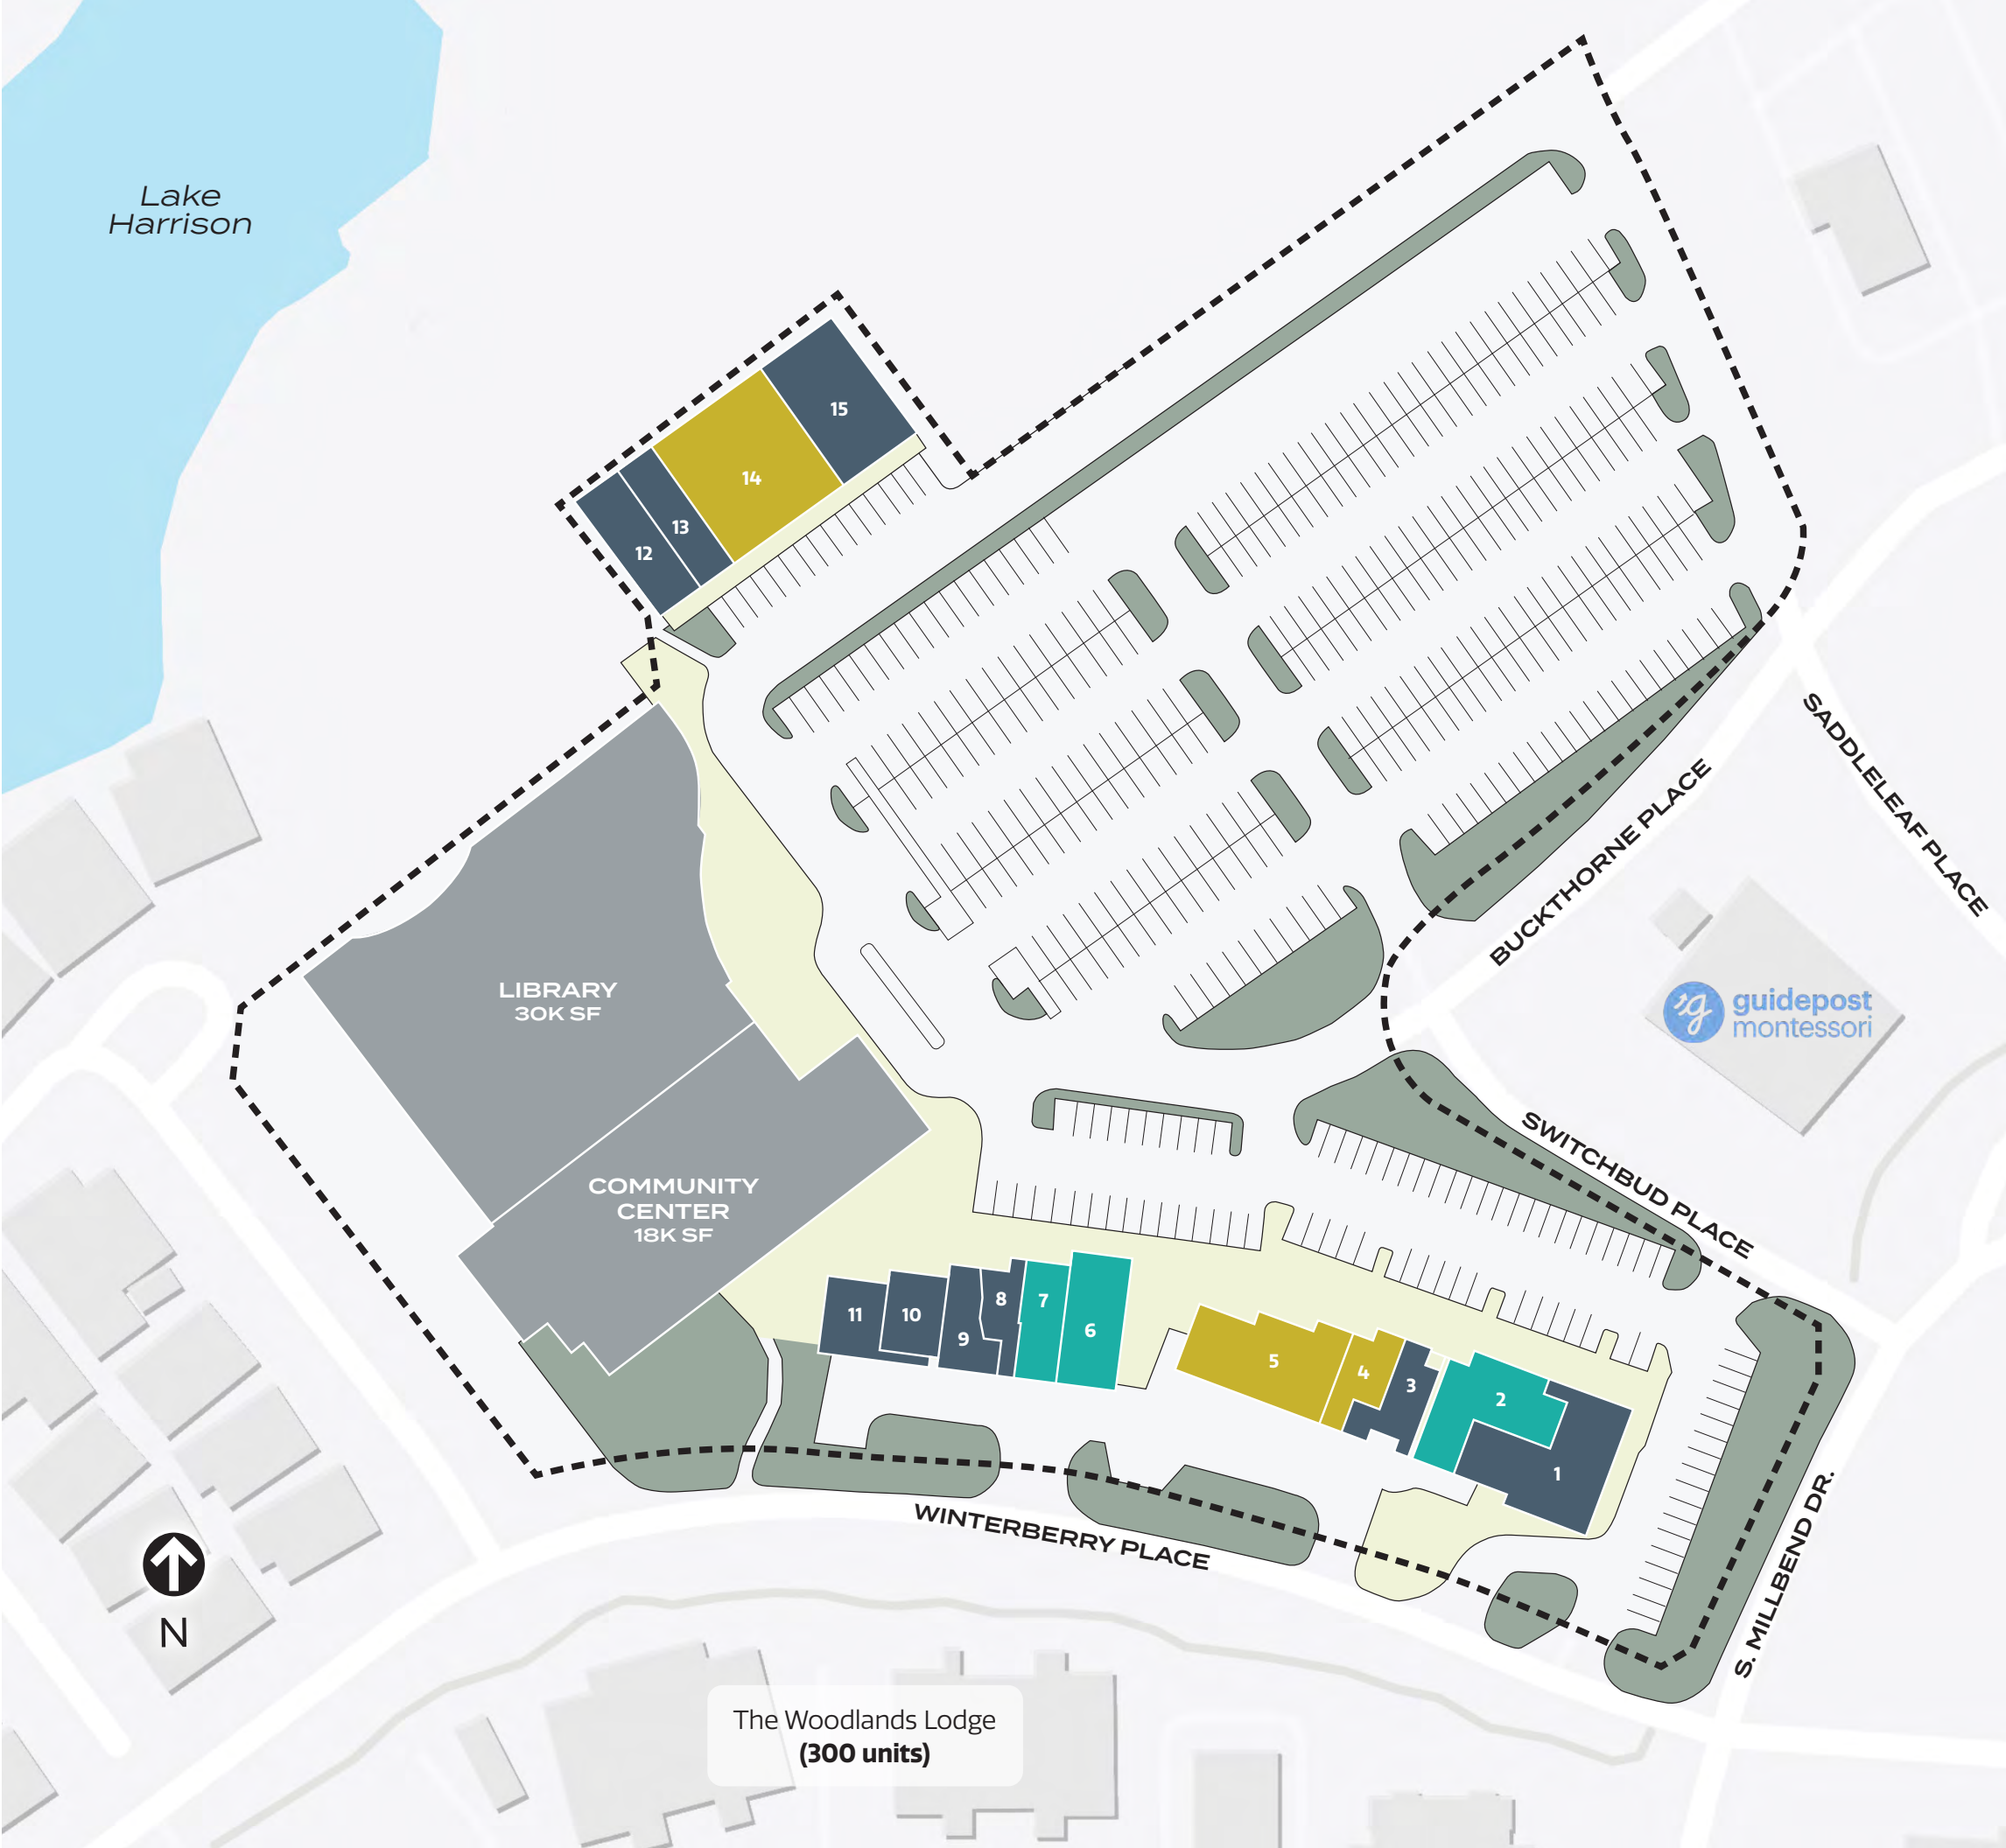 Lake
Harrison
15
14
13
12
SADDLELEAF PLACE
BUCKTHORNE PLACE
LIBRARY
30K SF
guidepost
montessori
SWITCHBUD PLACE
COMMUNITY
CENTER
18K SF
11
10
9
8
7
6
5
4
3
2
1
S. MILLBEND DR.
WINTERBERRY PLACE
N
The Woodlands Lodge
(300 units)